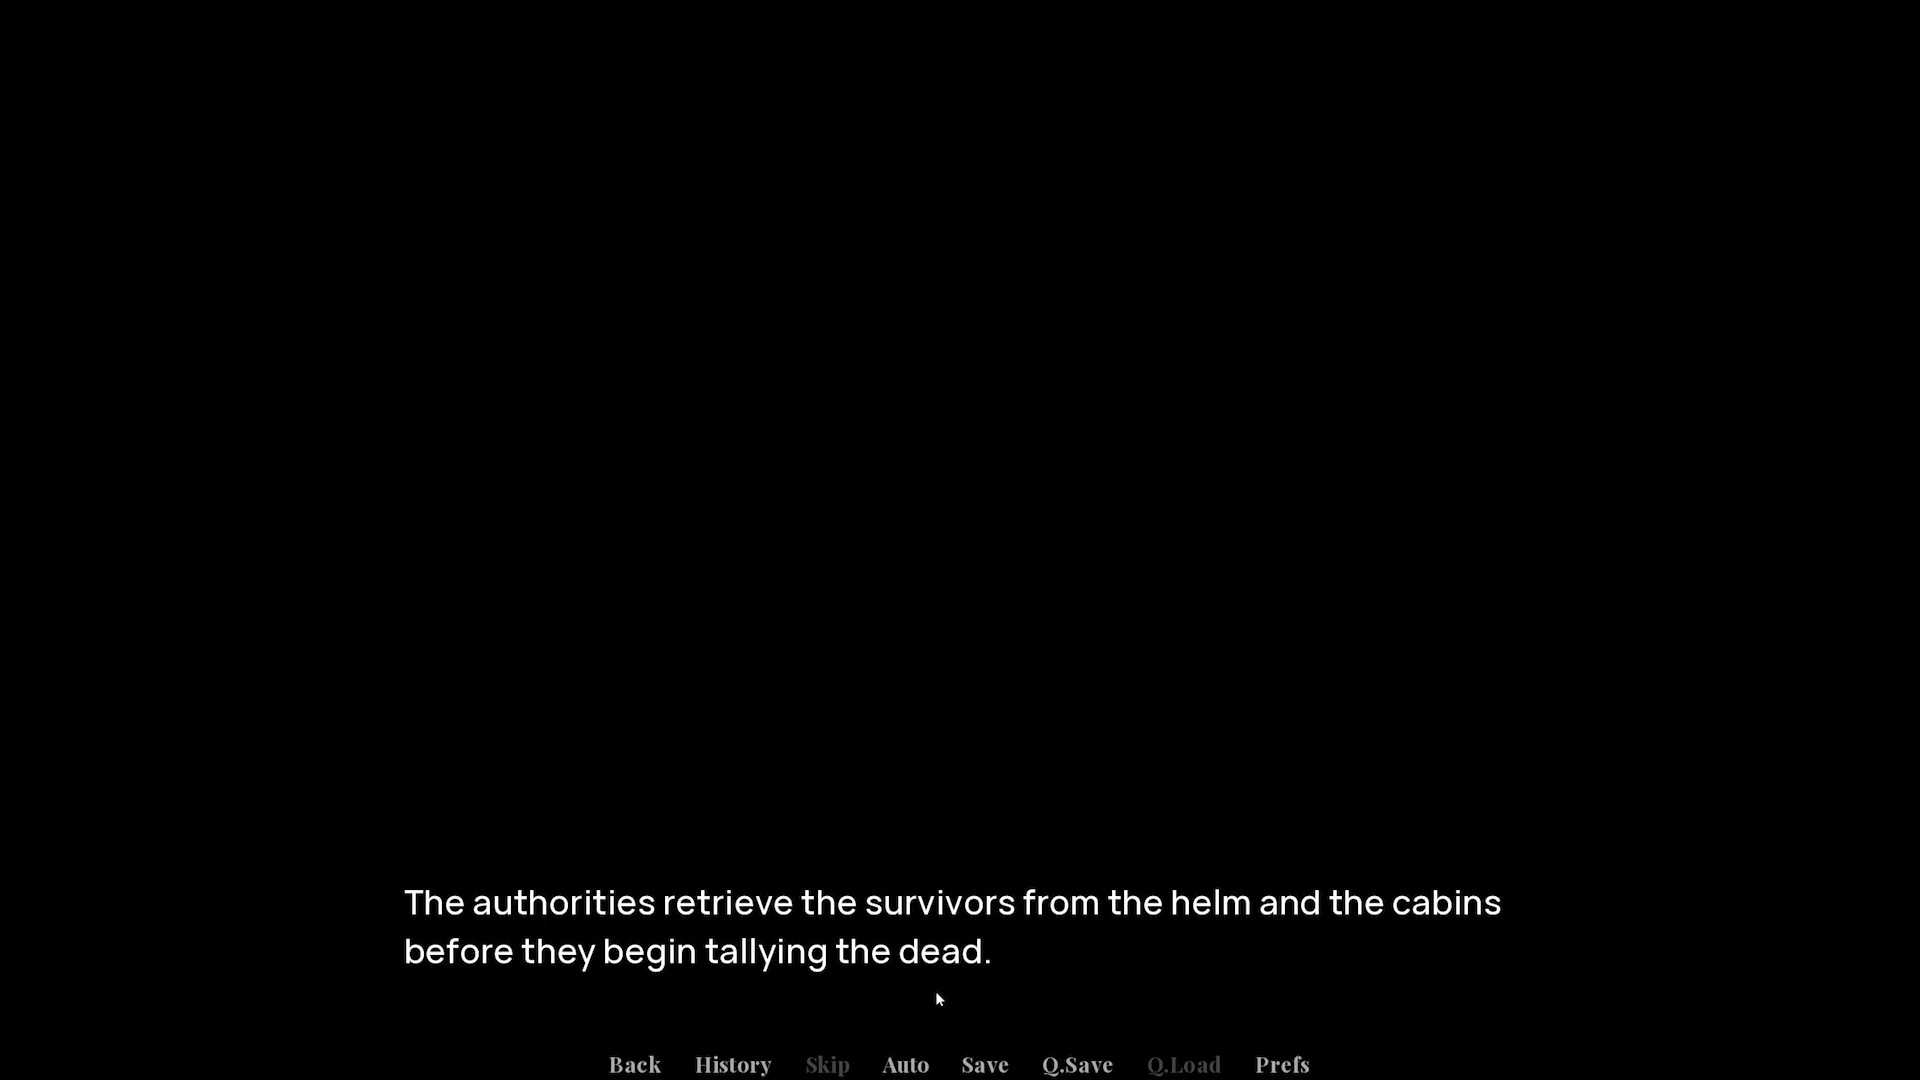 The authorities retrieve the survivors from the helm and the cabins
before they begin tallying the dead.
Back History Skip Auto Save Q.Save Q.Load Prefs